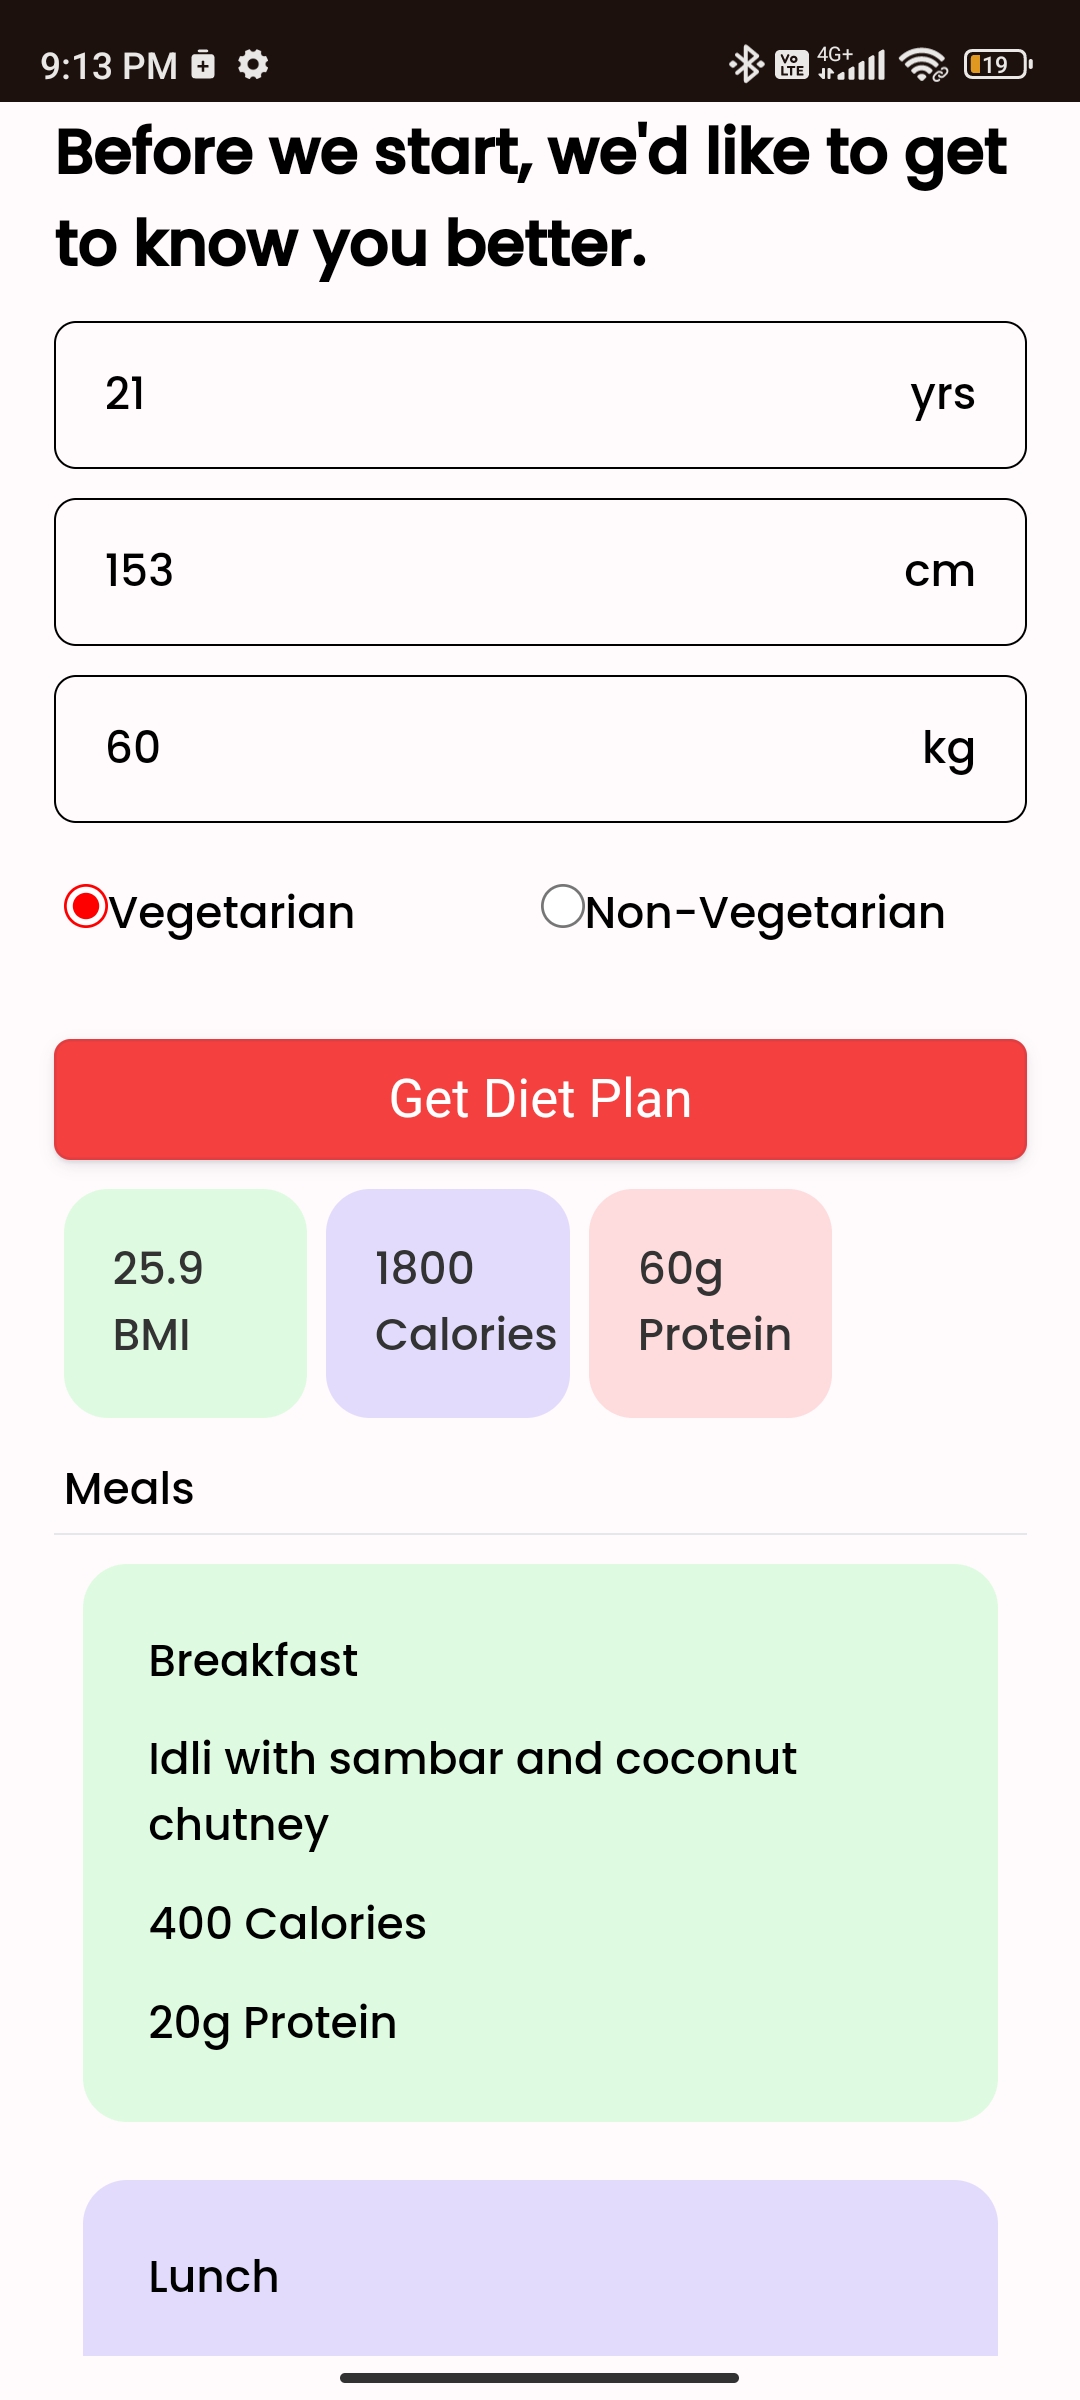 9:13 PM
Vo
LTE
4G+
19
Before we start, we'd like to get
to know you better.
21 yrs
153 cm
60 kg
Vegetarian Non-Vegetarian
Get Diet Plan
25.9 1800 60g
BMI Calories Protein
Meals
Breakfast
Idli with sambar and coconut
chutney
400 Calories
20g Protein
Lunch